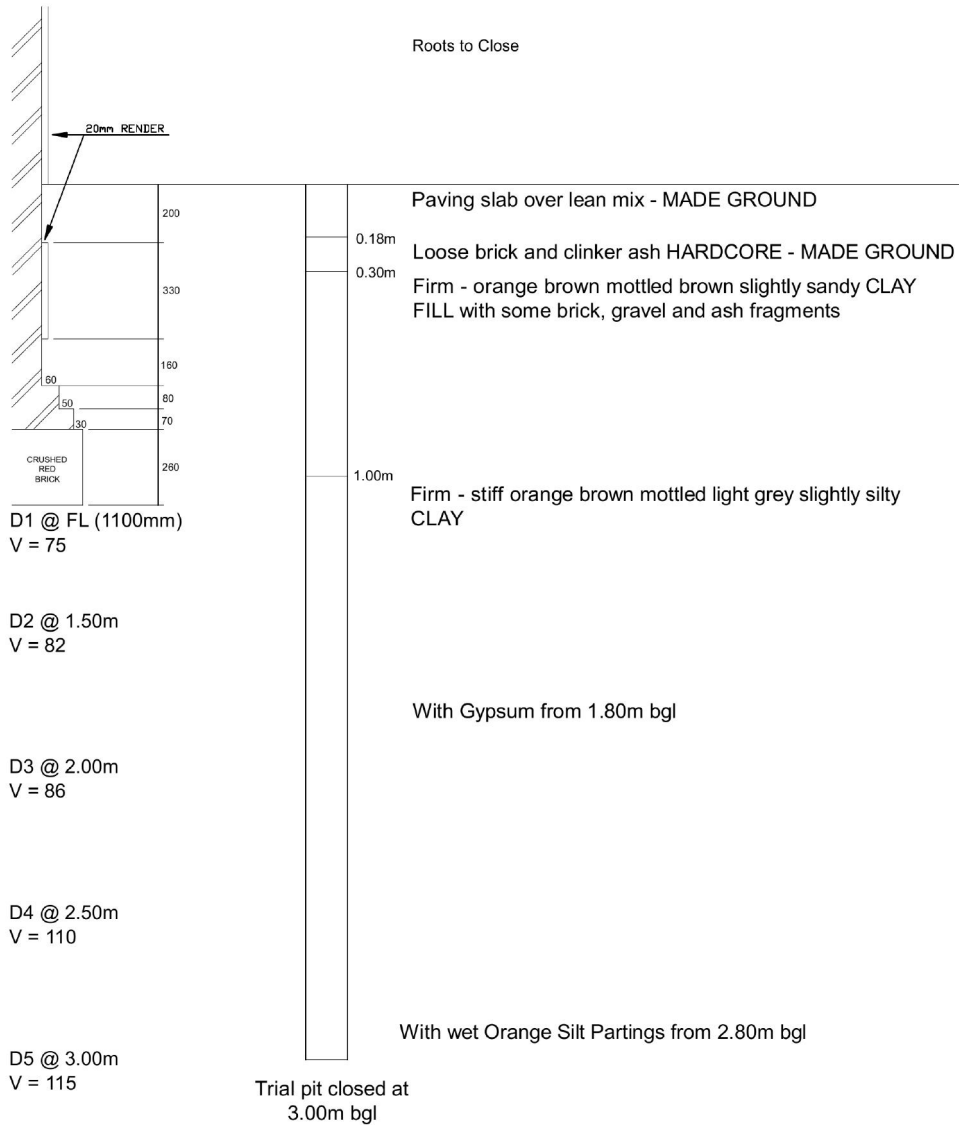 Roots to Close
20mm RENDER
Paving slab over lean mix - MADE GROUND
200
0.18m
Loose brick and clinker ash HARDCORE - MADE GROUND
0.30m
Firm - orange brown mottled brown slightly sandy CLAY
FILL with some brick, gravel and ash fragments
330
160
60
80
50
70
30
CRUSHED
RED
BRICK
260
1.00m
Firm - stiff orange brown mottled light grey slightly silty
CLAY
D1 @ FL (1100mm)
V = 75
D2 @ 1.50m
V = 82
With Gypsum from 1.80m bgl
D3 @ 2.00m
V = 86
D4 @ 2.50m
V = 110
With wet Orange Silt Partings from 2.80m bgl
D5 @ 3.00m
V = 115
Trial pit closed at
3.00m bgl